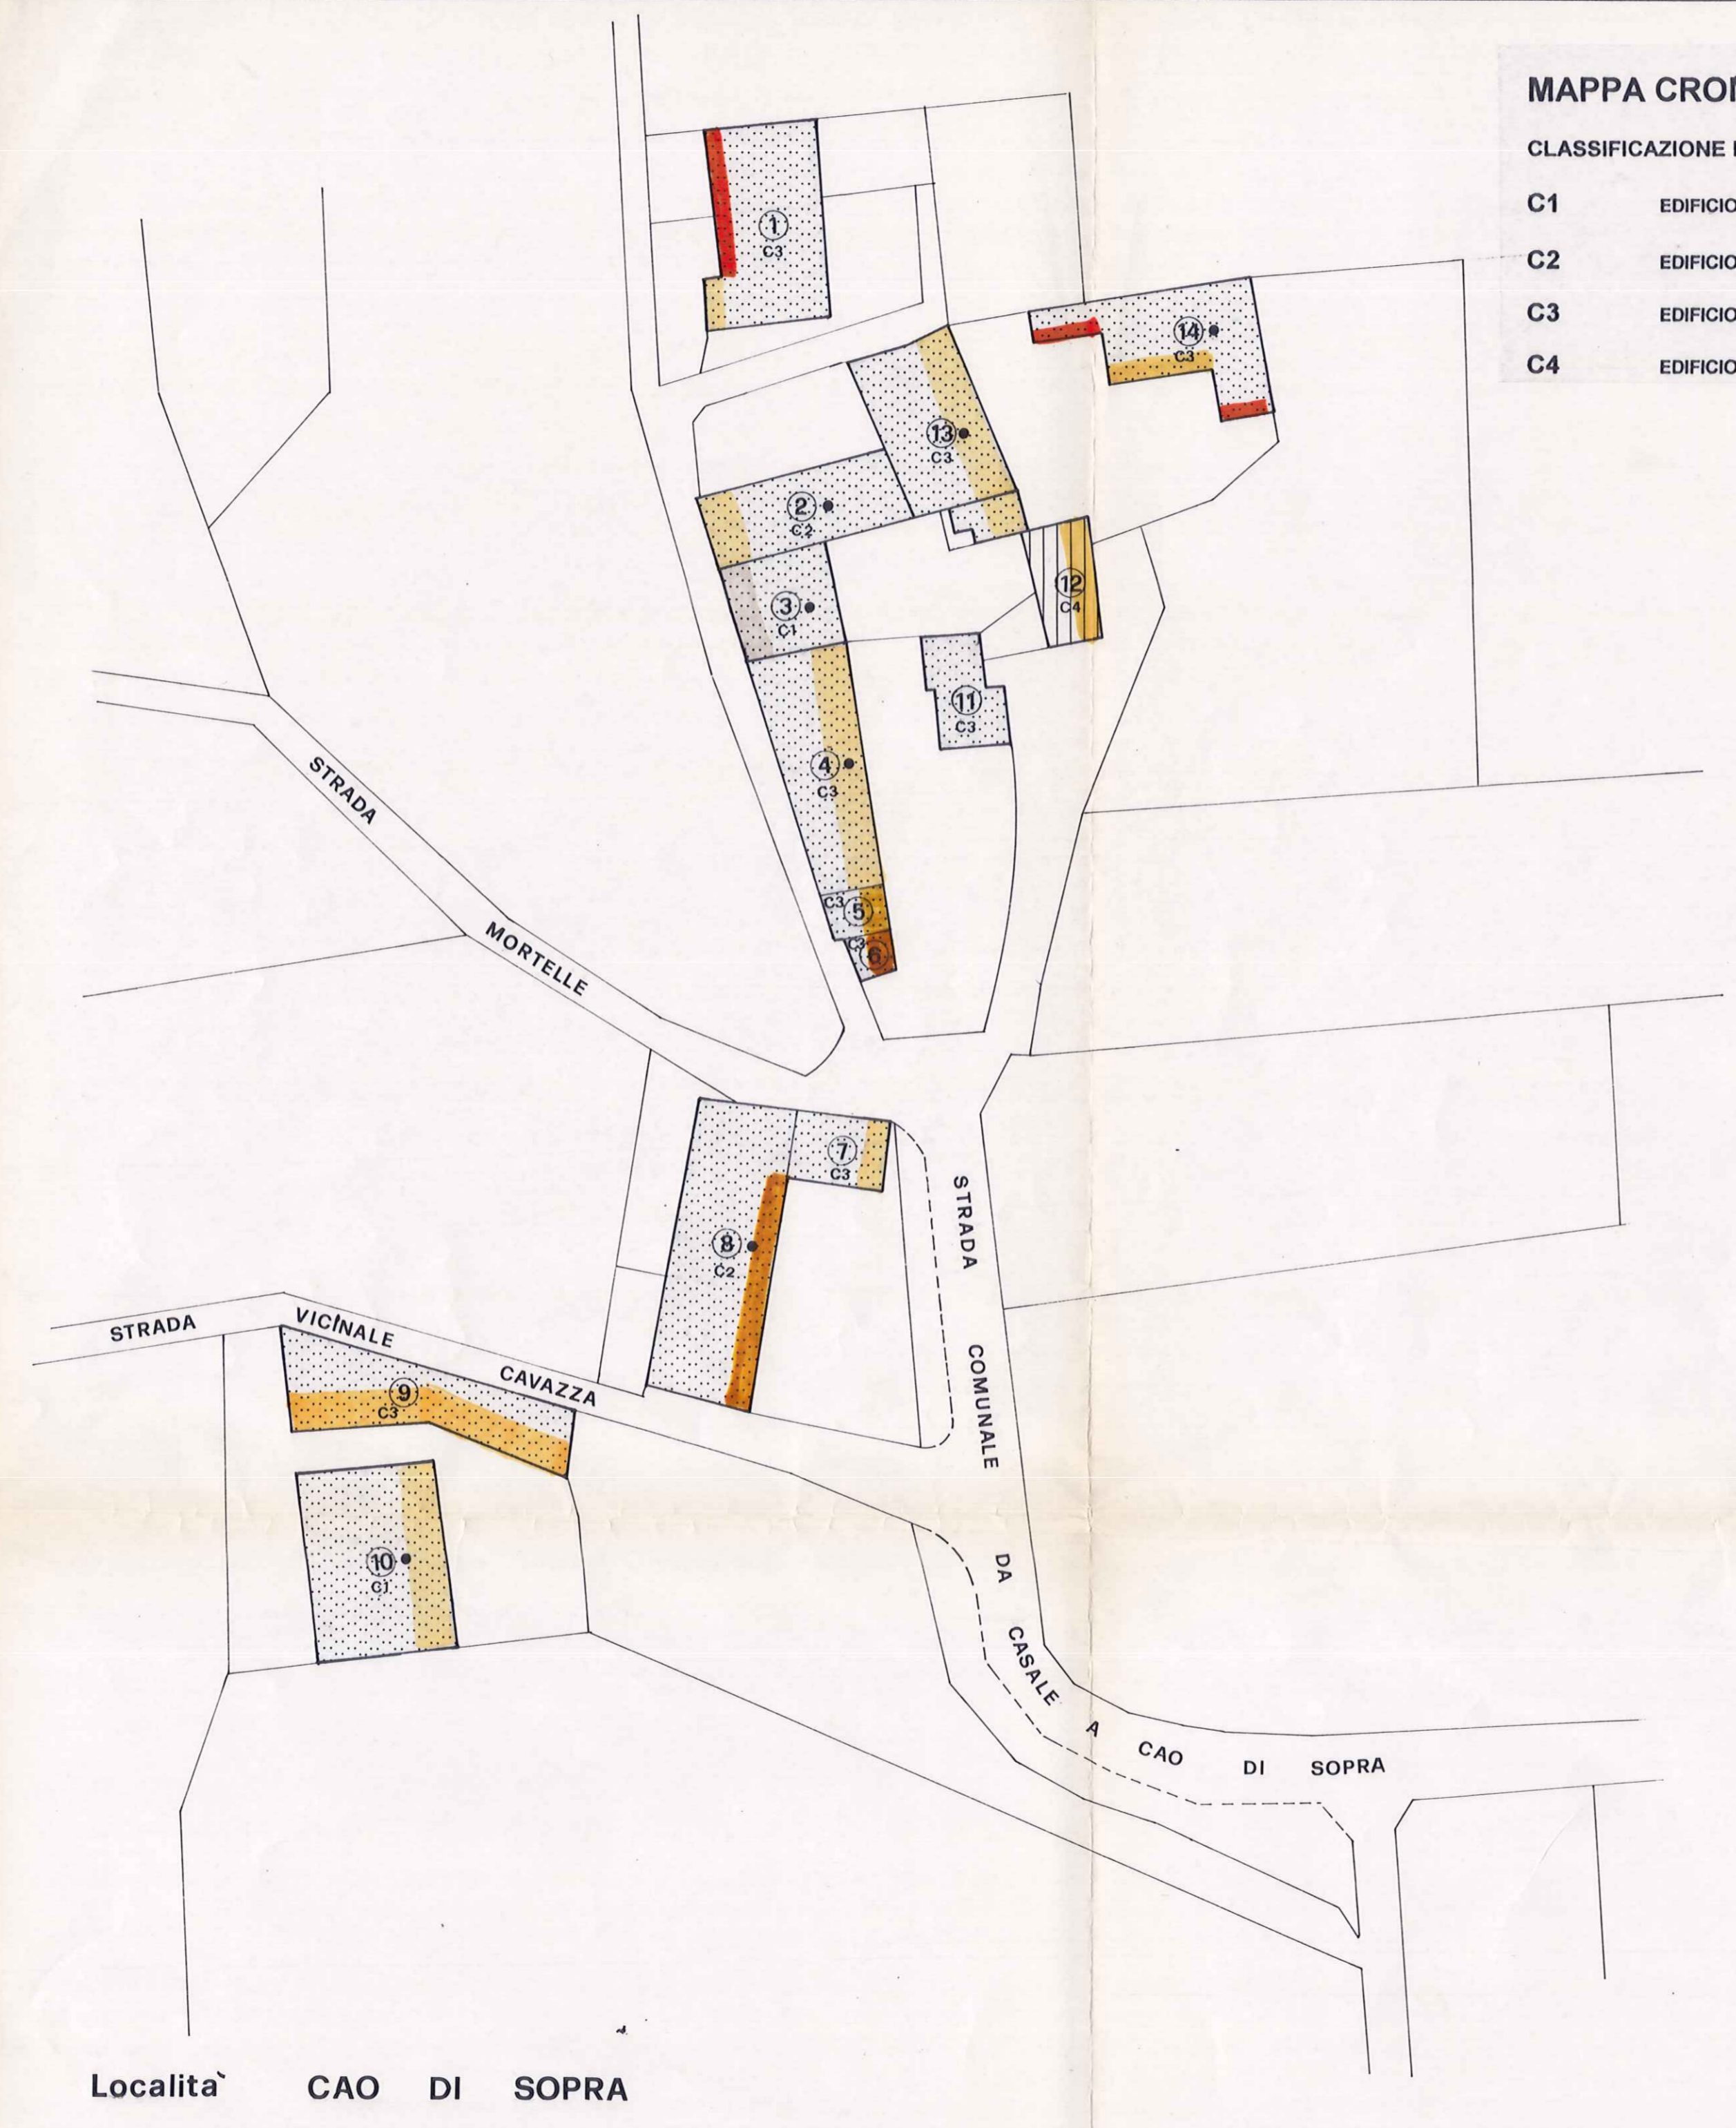 MAPPA CRO
CLASSIFICAZIONE
C1 EDIFICIO
C2 EDIFICIO
C3 EDIFICIO
C4 EDIFICIO
1
C3
14
C3
13
C3
2
C2
12
C4
3
C1
11
C3
4
C3
C3
5
C3
6
STRADA
MORTELLE
7
C3
8
C2
STRADA
COMUNALE
DA
CASALE
A
CAO
DI
SOPRA
STRADA
VICINALE
CAVAZZA
9
C3
10
C1
Localita` CAO DI SOPRA